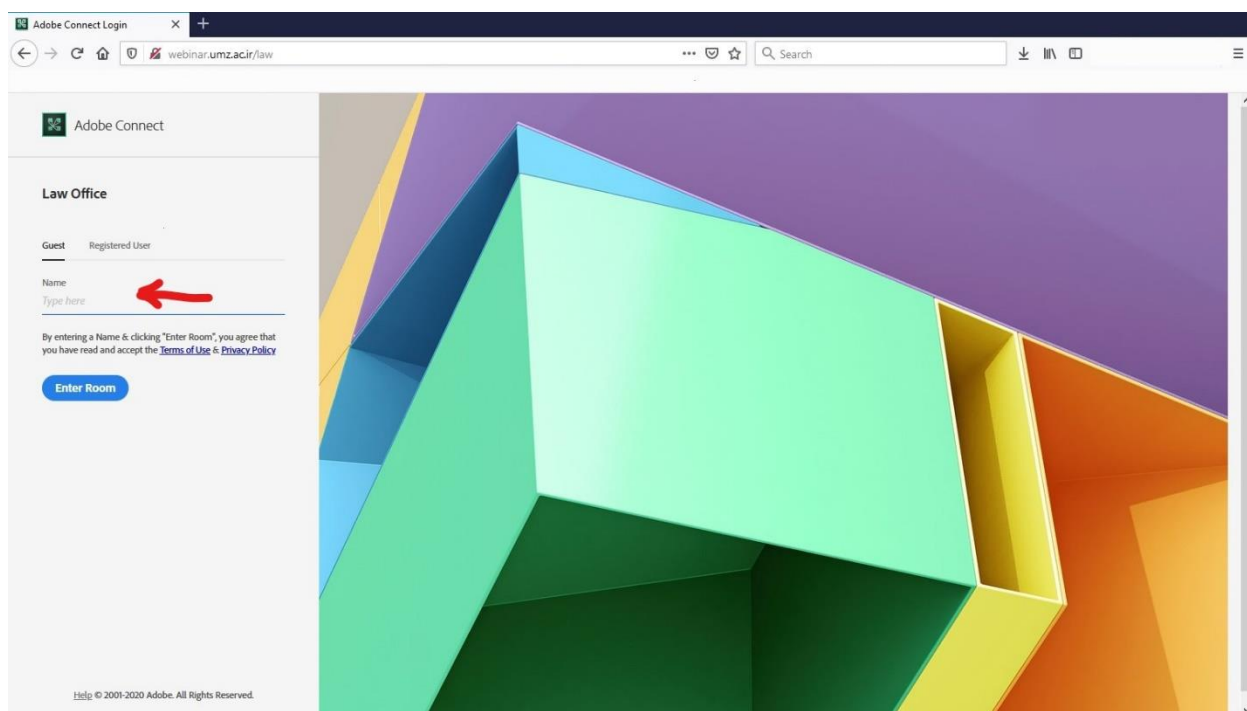 Adobe Connect Login
webinar.umz.ac.ir/law
Search
Adobe Connect
Law Office
Guest Registered User
Name
Type here
By entering a Name & clicking "Enter Room", you agree that
you have read and accept the Terms of Use & Privacy Policy
Enter Room
Help © 2001-2020 Adobe. All Rights Reserved.